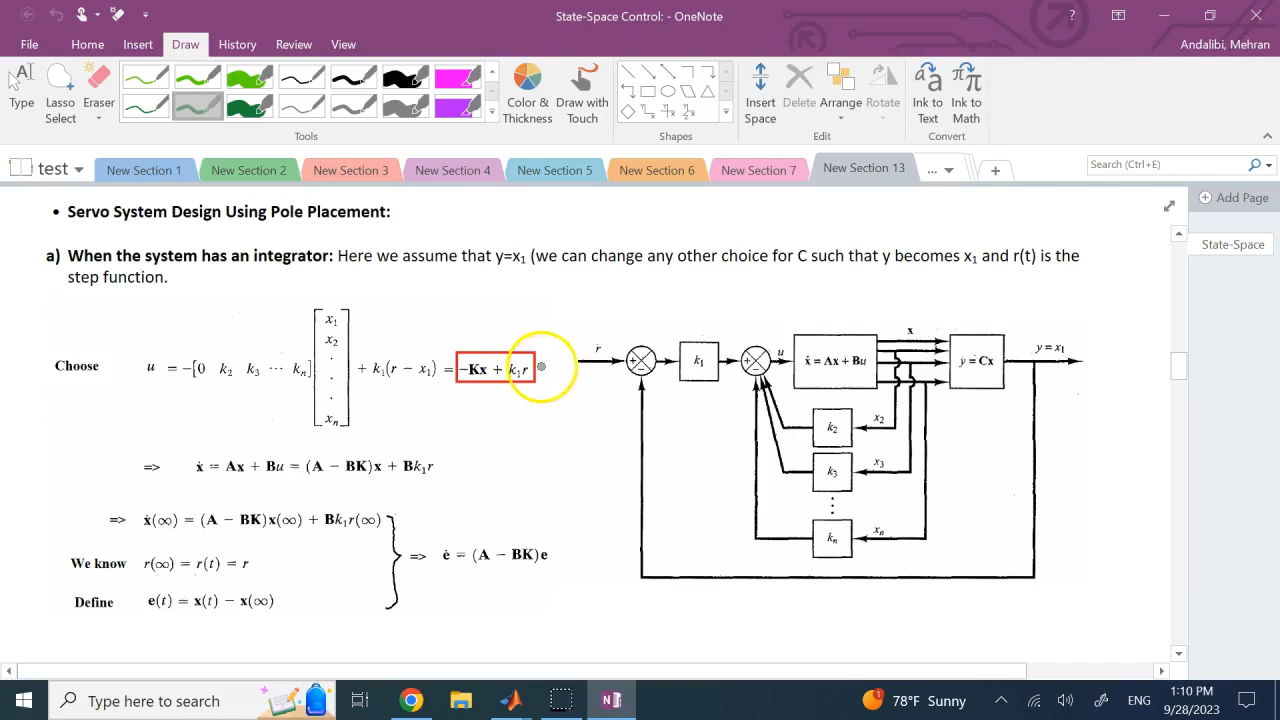 State-Space Control: - OneNote
?
File Home Insert Draw History Review View
Andalibi, Mehran
Type Lasso Select Eraser
Color & Thickness Draw with Touch
Insert Space Delete Arrange Rotate
Ink to Text Ink to Math
Tools Shapes Edit Convert
test New Section 1 New Section 2 New Section 3 New Section 4 New Section 5 New Section 6 New Section 7 New Section 13 ... +
Search (Ctrl+E)
Add Page
State-Space
• Servo System Design Using Pole Placement:
a) When the system has an integrator: Here we assume that y=x₁ (we can change any other choice for C such that y becomes x₁ and r(t) is the
step function.
Choose u = -[0 k₂ k₃ ··· kₙ] [x₁ x₂ · · · xₙ] + k₁(r − x₁) = −Kx + k₁r
=> ẋ = Ax + Bu = (A − BK)x + Bk₁r
=> ẋ(∞) = (A − BK)x(∞) + Bk₁r(∞)
We know r(∞) = r(t) = r
Define e(t) = x(t) − x(∞)
=> ė = (A − BK)e
r + − k₁ + − u ẋ = Ax + Bu x y = Cx y = x₁
k₂ x₂
k₃ x₃
⋮
kₙ xₙ
Type here to search
78°F Sunny
ENG
1:10 PM
9/28/2023
1